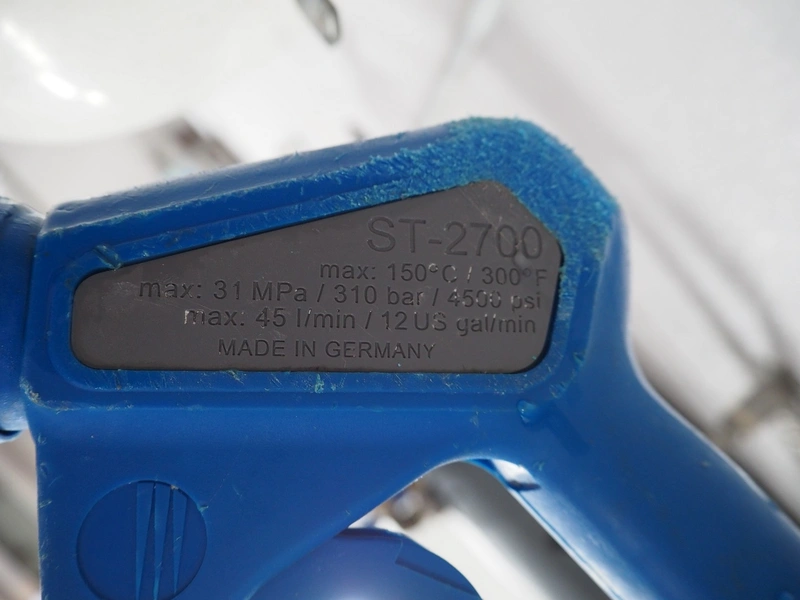 ST-2700
max: 150°C / 300°F
max: 31 MPa / 310 bar / 4500 psi
max: 45 l/min / 12 US gal/min
MADE IN GERMANY